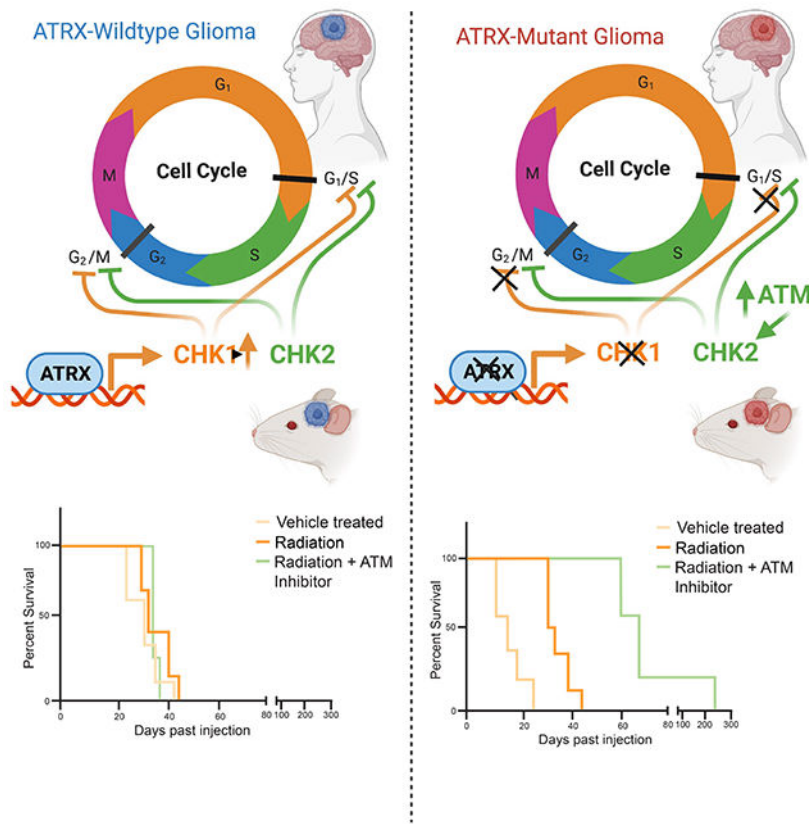 ATRX-Wildtype Glioma
G₁
M
Cell Cycle
G₁/S
G₂/M
G₂
S
ATRX
CHK1
CHK2
Vehicle treated
Radiation
Radiation + ATM
Inhibitor
Percent Survival
100
50
0
0
20
40
60
80
100
200
300
Days past injection
ATRX-Mutant Glioma
G₁
M
Cell Cycle
G₁/S
G₂/M
G₂
S
ATM
ATRX
CHK1
CHK2
Vehicle treated
Radiation
Radiation + ATM
Inhibitor
Percent Survival
100
50
0
0
20
40
60
80
100
200
300
Days past injection